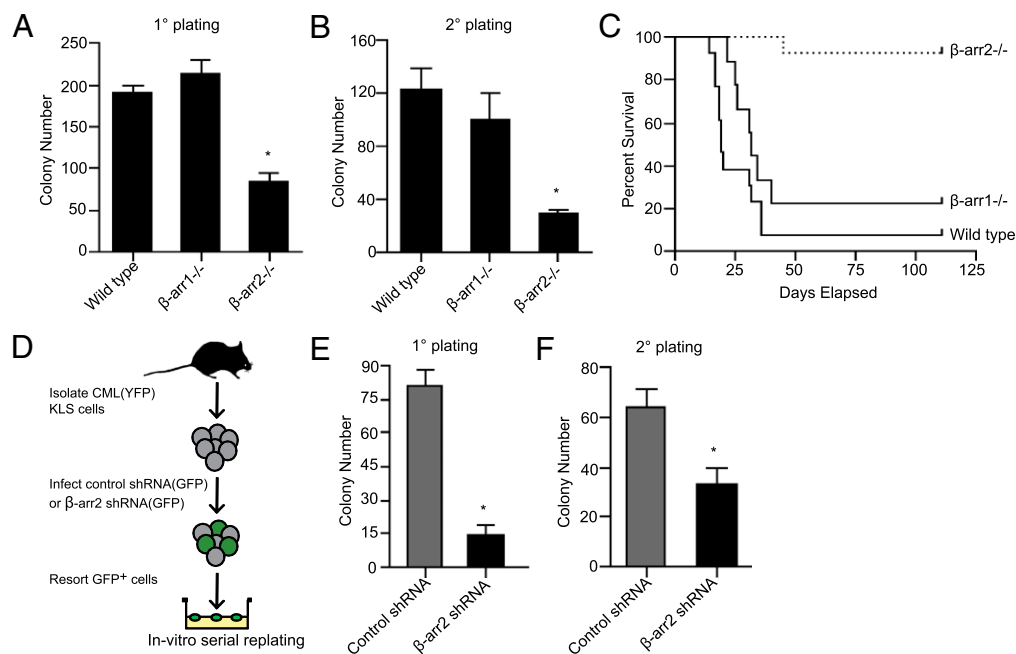 A
1° plating
Colony Number
250
200
150
100
50
0
*
Wild type
β-arr1-/-
β-arr2-/-
B
2° plating
Colony Number
160
120
80
40
0
*
Wild type
β-arr1-/-
β-arr2-/-
C
Percent Survival
100
80
60
40
20
0
β-arr2-/-
β-arr1-/-
Wild type
0 25 50 75 100 125
Days Elapsed
D
Isolate CML(YFP)
KLS cells
Infect control shRNA(GFP)
or β-arr2 shRNA(GFP)
Resort GFP+ cells
In-vitro serial replating
E
1° plating
Colony Number
90
75
60
45
30
15
0
*
Control shRNA
β-arr2 shRNA
F
2° plating
Colony Number
80
60
40
20
0
*
Control shRNA
β-arr2 shRNA